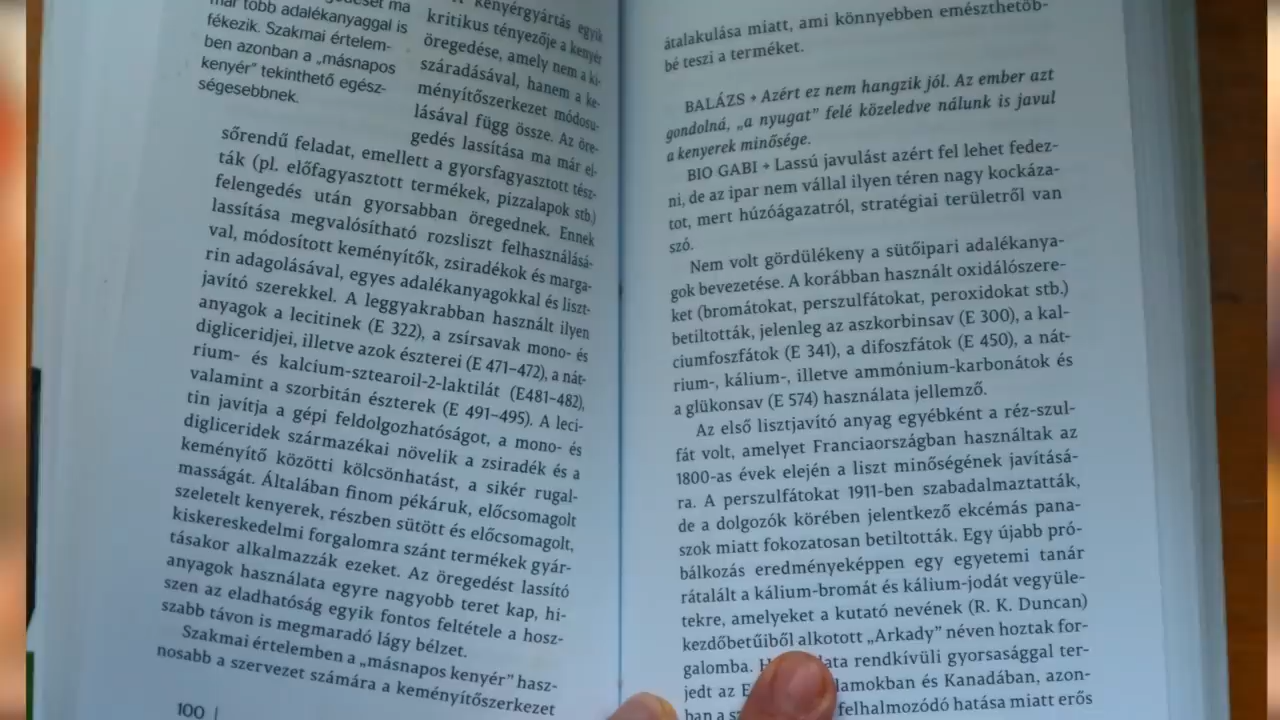 már több adalékanyaggal is
fékezik. Szakmai értelem-
ben azonban a „másnapos
kenyér” tekinthető egész-
ségesebbnek.
kenyérgyártás egyik
kritikus tényezője a kenyér
öregedése, amely nem a ki-
száradásával, hanem a ke-
ményítőszerkezet módosu-
lásával függ össze. Az öre-
gedés lassítása ma már el-
sőrendű feladat, emellett a gyorsfagyasztott tész-
ták (pl. előfagyasztott termékek, pizzalapok stb.)
felengedés után gyorsabban öregednek. Ennek
lassítása megvalósítható rozsliszt felhasználásá-
val, módosított keményítők, zsiradékok és marga-
rin adagolásával, egyes adalékanyagokkal és liszt-
javító szerekkel. A leggyakrabban használt ilyen
anyagok a lecitinek (E 322), a zsírsavak mono- és
digliceridjei, illetve azok észterei (E 471–472), a nát-
rium- és kalcium-sztearoil-2-laktilát (E481–482),
valamint a szorbitán észterek (E 491–495). A leci-
tin javítja a gépi feldolgozhatóságot, a mono- és
digliceridek származékai növelik a zsiradék és a
keményítő közötti kölcsönhatást, a sikér rugal-
masságát. Általában finom pékáruk, előcsomagolt
szeletelt kenyerek, részben sütött és előcsomagolt,
kiskereskedelmi forgalomra szánt termékek gyár-
tásakor alkalmazzák ezeket. Az öregedést lassító
anyagok használata egyre nagyobb teret kap, hi-
szen az eladhatóság egyik fontos feltétele a hosz-
szabb távon is megmaradó lágy bélzet.
Szakmai értelemben a „másnapos kenyér” hasz-
nosabb a szervezet számára a keményítőszerkezet
100 |
átalakulása miatt, ami könnyebben emészthetőb-
bé teszi a terméket.
BALÁZS + Azért ez nem hangzik jól. Az ember azt
gondolná, „a nyugat” felé közeledve nálunk is javul
a kenyerek minősége.
BIO GABI + Lassú javulást azért fel lehet fedez-
ni, de az ipar nem vállal ilyen téren nagy kockáza-
tot, mert húzóágazatról, stratégiai területről van
szó.
Nem volt gördülékeny a sütőipari adalékanya-
gok bevezetése. A korábban használt oxidálószere-
ket (bromátokat, perszulfátokat, peroxidokat stb.)
betiltották, jelenleg az aszkorbinsav (E 300), a kal-
ciumfoszfátok (E 341), a difoszfátok (E 450), a nát-
rium-, kálium-, illetve ammónium-karbonátok és
a glükonsav (E 574) használata jellemző.
Az első lisztjavító anyag egyébként a réz-szul-
fát volt, amelyet Franciaországban használtak az
1800-as évek elején a liszt minőségének javításá-
ra. A perszulfátokat 1911-ben szabadalmaztatták,
de a dolgozók körében jelentkező ekcémás pana-
szok miatt fokozatosan betiltották. Egy újabb pró-
bálkozás eredményeképpen egy egyetemi tanár
rátalált a kálium-bromát és kálium-jodát vegyüle-
tekre, amelyeket a kutató nevének (R. K. Duncan)
kezdőbetűiből alkotott „Arkady” néven hoztak for-
galomba. rendkívüli gyorsasággal ter-
jedt az és Kanadában, azon-
ban a felhalmozódó hatása miatt erős